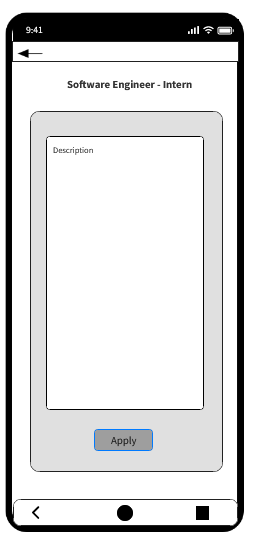 9:41
Software Engineer - Intern
Description
Apply